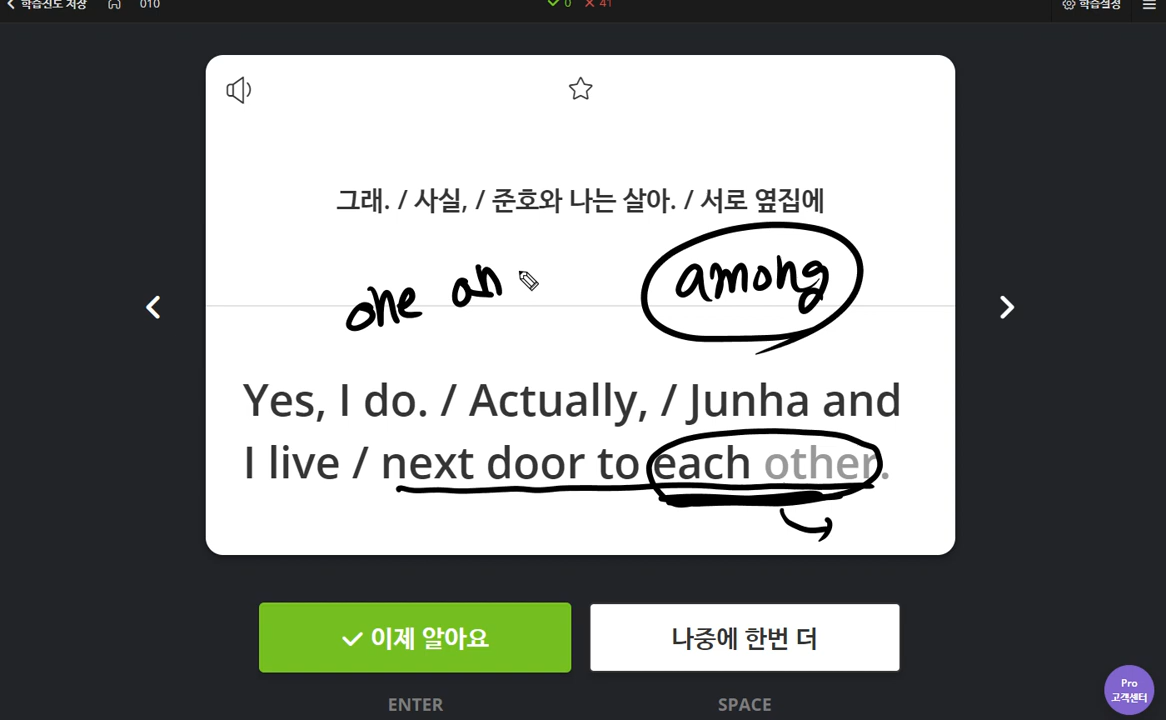 학습진도 저장 010 0 41 학습설정
그래. / 사실, / 준호와 나는 살아. / 서로 옆집에
among
one an
Yes, I do. / Actually, / Junha and
I live / next door to each other.
이제 알아요 나중에 한번 더
ENTER SPACE
Pro
고객센터